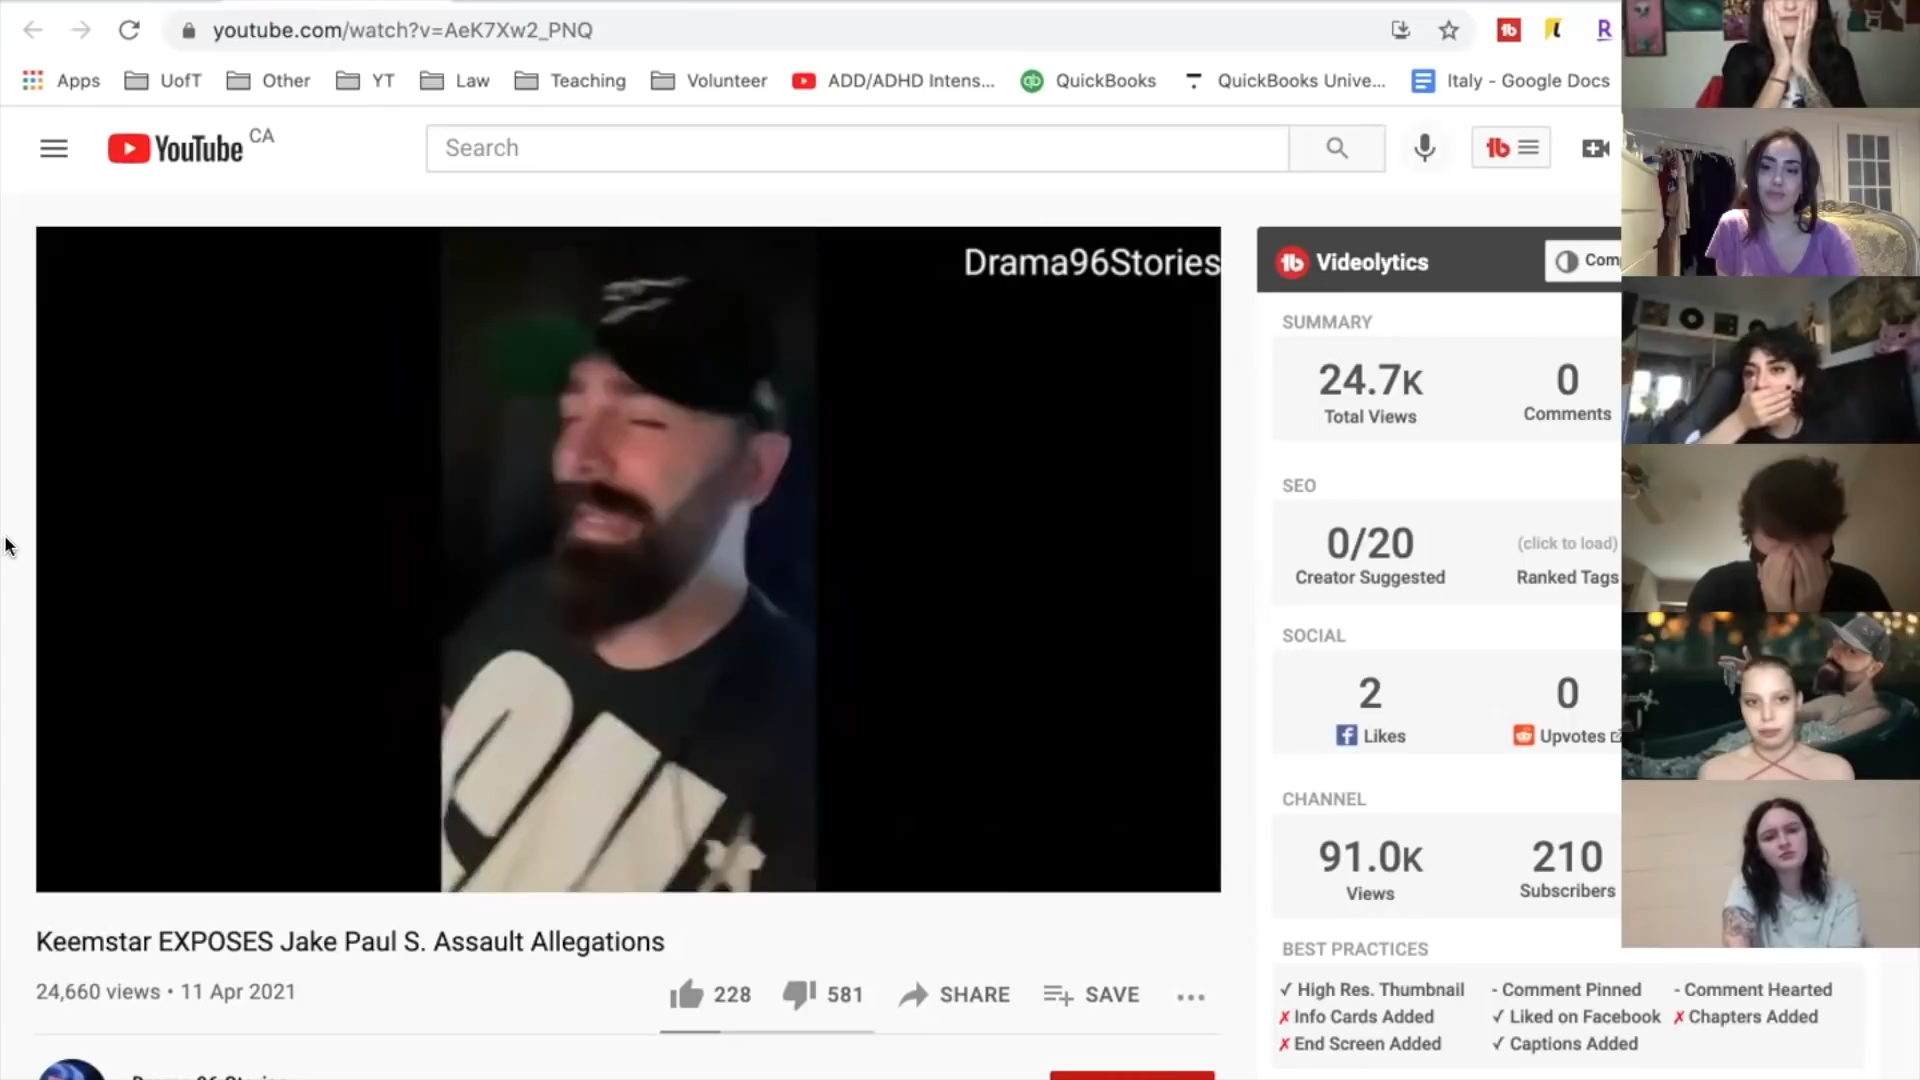 youtube.com/watch?v=AeK7Xw2_PNQ
Apps UofT Other YT Law Teaching Volunteer ADD/ADHD Intens... QuickBooks QuickBooks Unive... Italy - Google Docs
YouTube CA
Search
Drama96Stories
Videolytics
Com
SUMMARY
24.7K 0
Total Views Comments
SEO
0/20 (click to load)
Creator Suggested Ranked Tags
SOCIAL
2 0
Likes Upvotes
CHANNEL
91.0K 210
Views Subscribers
Keemstar EXPOSES Jake Paul S. Assault Allegations
24,660 views • 11 Apr 2021
228 581 SHARE SAVE
BEST PRACTICES
✓ High Res. Thumbnail - Comment Pinned - Comment Hearted
✗ Info Cards Added ✓ Liked on Facebook ✗ Chapters Added
✗ End Screen Added ✓ Captions Added